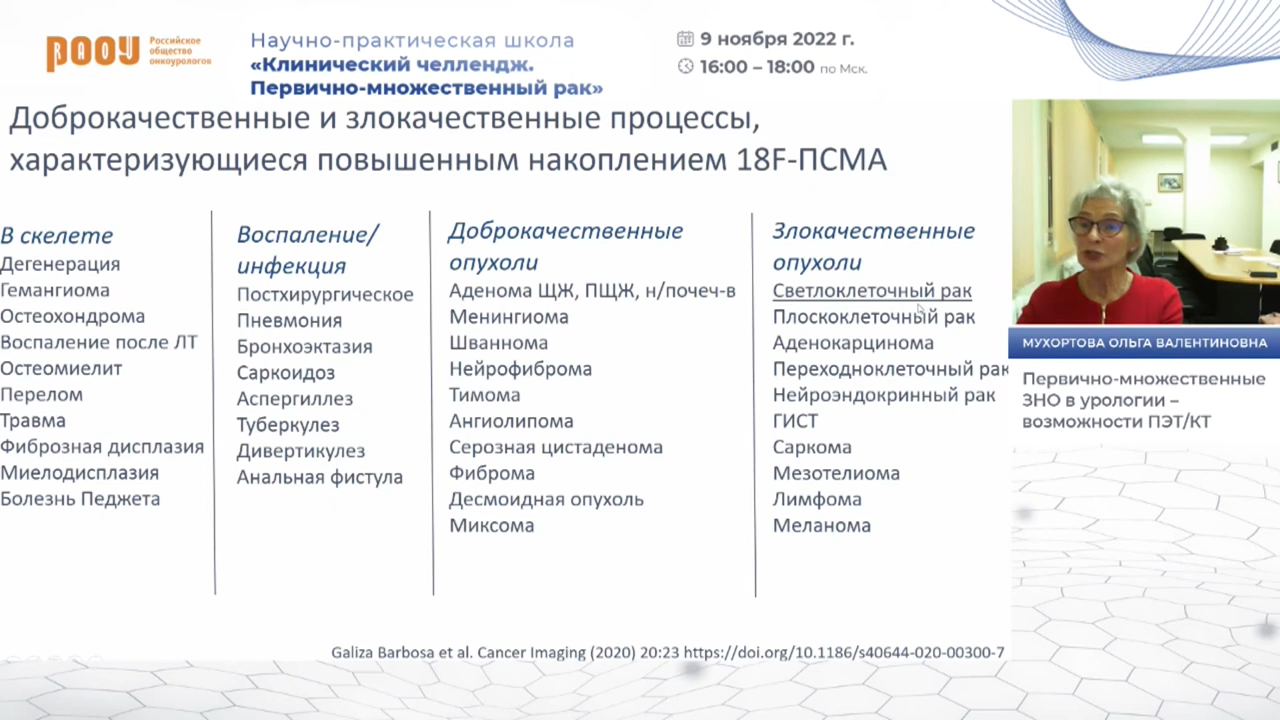 РАОУ
Российское
общество
онкоурологов
Научно-практическая школа
«Клинический челлендж.
Первично-множественный рак»
9 ноября 2022 г.
16:00 – 18:00 по Мск.
Доброкачественные и злокачественные процессы,
характеризующиеся повышенным накоплением 18F-ПСМА
В скелете
Дегенерация
Гемангиома
Остеохондрома
Воспаление после ЛТ
Остеомиелит
Перелом
Травма
Фиброзная дисплазия
Миелодисплазия
Болезнь Педжета
Воспаление/
инфекция
Постхирургическое
Пневмония
Бронхоэктазия
Саркоидоз
Аспергиллез
Туберкулез
Дивертикулез
Анальная фистула
Доброкачественные
опухоли
Аденома ЩЖ, ПЩЖ, н/почеч-в
Менингиома
Шваннома
Нейрофиброма
Тимома
Ангиолипома
Серозная цистаденома
Фиброма
Десмоидная опухоль
Миксома
Злокачественные
опухоли
Светлоклеточный рак
Плоскоклеточный рак
Аденокарцинома
Переходноклеточный рак
Нейроэндокринный рак
ГИСТ
Саркома
Мезотелиома
Лимфома
Меланома
Galiza Barbosa et al. Cancer Imaging (2020) 20:23 https://doi.org/10.1186/s40644-020-00300-7
МУХОРТОВА ОЛЬГА ВАЛЕНТИНОВНА
Первично-множественные
ЗНО в урологии –
возможности ПЭТ/КТ